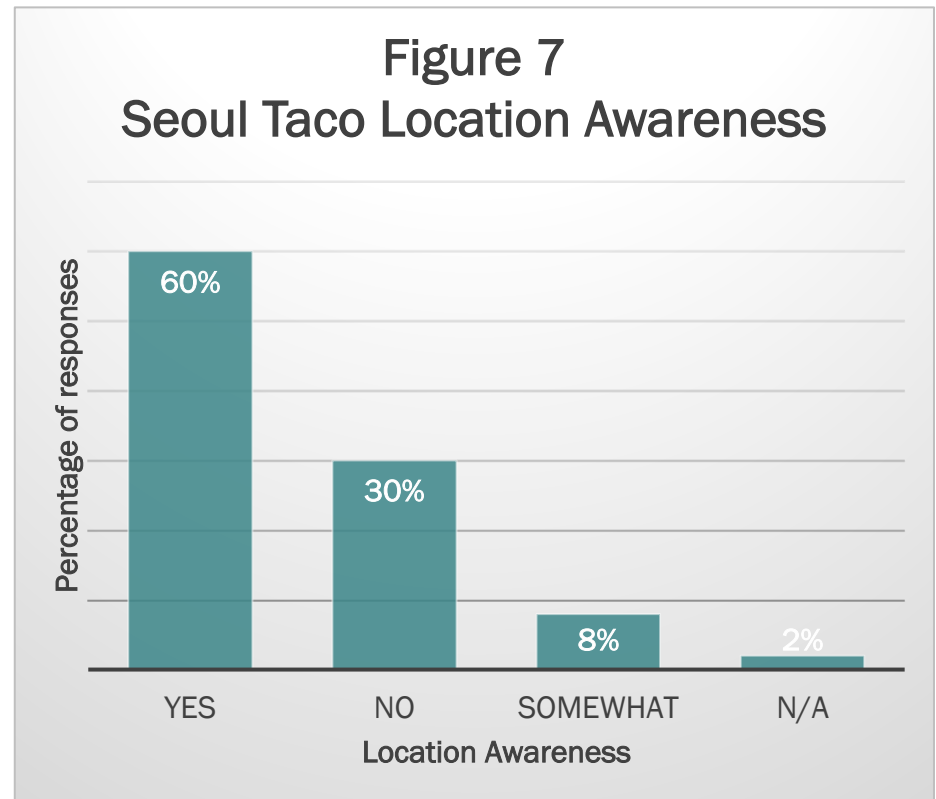 Figure 7
Seoul Taco Location Awareness
Percentage of responses
60%
30%
8%
2%
YES
NO
SOMEWHAT
N/A
Location Awareness